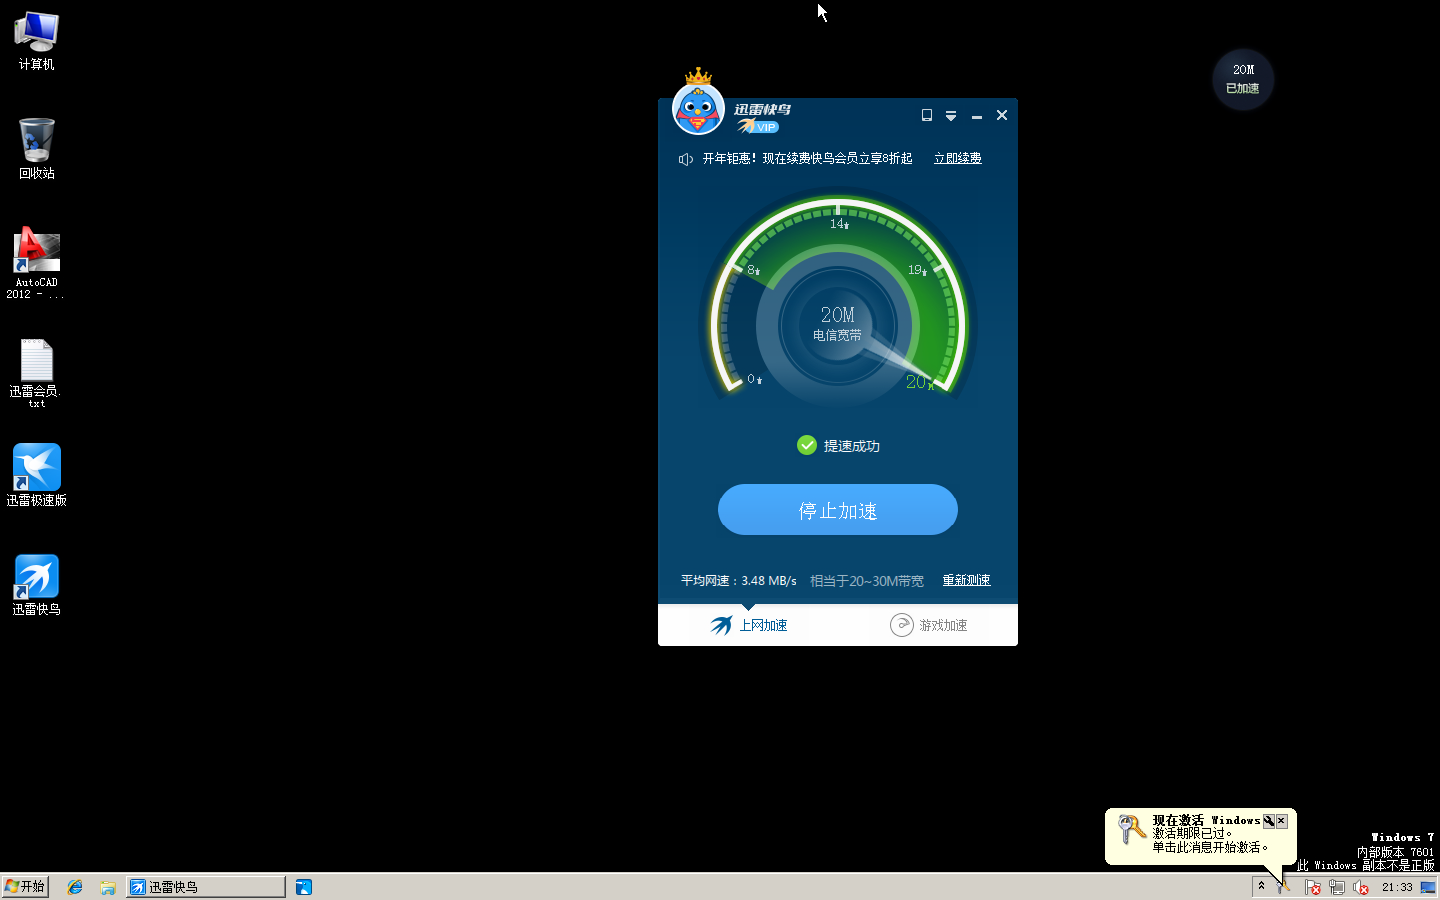 计算机
回收站
AutoCAD
2012 - ...
迅雷会员.
txt
迅雷极速版
迅雷快鸟
迅雷快鸟
VIP
开年钜惠！现在续费快鸟会员立享8折起
立即续费
14
8
19
0
20
20M
电信宽带
提速成功
停止加速
平均网速：3.48 MB/s
相当于20~30M带宽
重新测速
上网加速
游戏加速
20M
已加速
现在激活 Windows
激活期限已过。
单击此消息开始激活。
Windows 7
内部版本 7601
此 Windows 副本不是正版
开始
迅雷快鸟
21:33